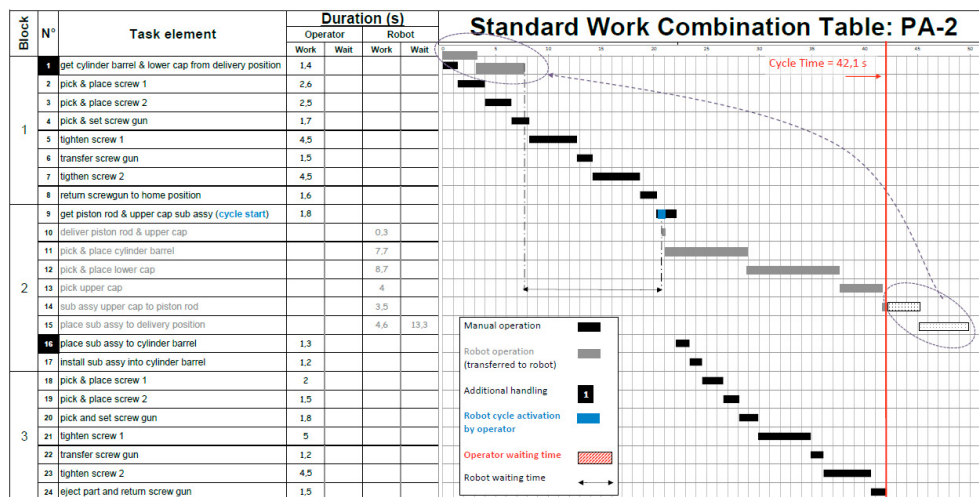 Block
N°
Task element
Duration (s)
Operator
Robot
Work
Wait
Work
Wait
Standard Work Combination Table: PA-2
0 5 10 15 20 25 30 35 40 45 50
Cycle Time = 42,1 s
1
1 get cylinder barrel & lower cap from delivery position 1,4
2 pick & place screw 1 2,6
3 pick & place screw 2 2,5
4 pick & set screw gun 1,7
5 tighten screw 1 4,5
6 transfer screw gun 1,5
7 tigthen screw 2 4,5
8 return screwgun to home position 1,6
2
9 get piston rod & upper cap sub assy (cycle start) 1,8
10 deliver piston rod & upper cap 0,3
11 pick & place cylinder barrel 7,7
12 pick & place lower cap 8,7
13 pick upper cap 4
14 sub assy upper cap to piston rod 3,5
15 place sub assy to delivery position 4,6 13,3
16 place sub assy to cylinder barrel 1,3
17 install sub assy into cylinder barrel 1,2
3
18 pick & place screw 1 2
19 pick & place screw 2 1,5
20 pick and set screw gun 1,8
21 tighten screw 1 5
22 transfer screw gun 1,2
23 tighten screw 2 4,5
24 eject part and return screw gun 1,5
Manual operation
Robot operation
(transferred to robot)
Additional handling
1
Robot cycle activation
by operator
Operator waiting time
Robot waiting time